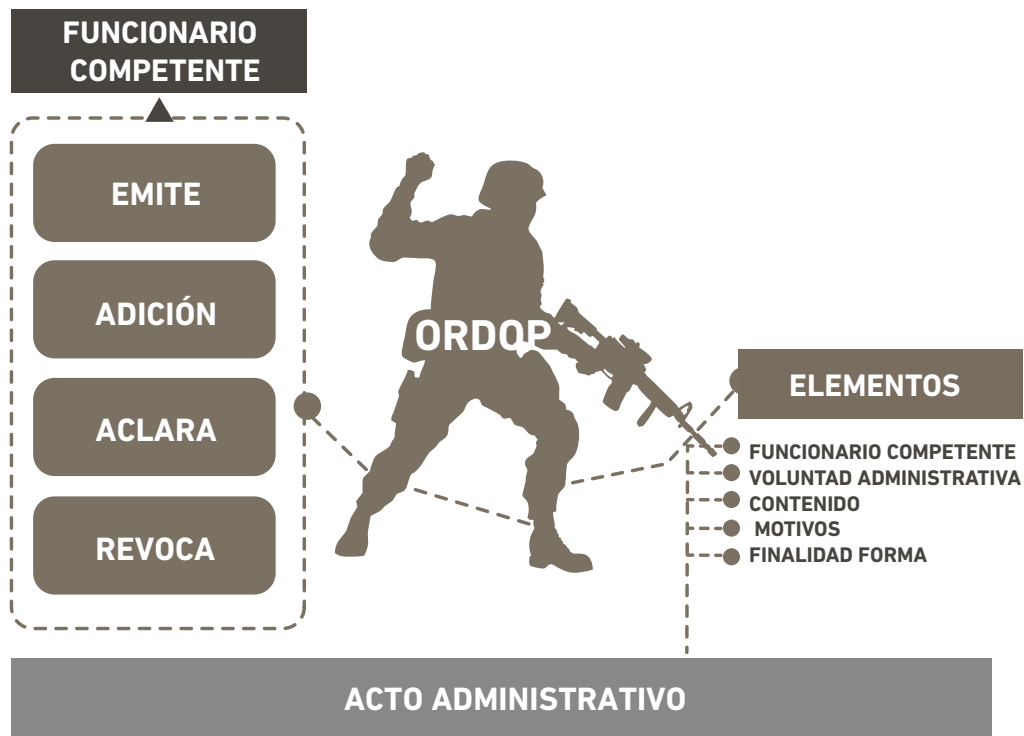 FUNCIONARIO
COMPETENTE
EMITE
ADICIÓN
ACLARA
REVOCA
ORDOP
ELEMENTOS
FUNCIONARIO COMPETENTE
VOLUNTAD ADMINISTRATIVA
CONTENIDO
MOTIVOS
FINALIDAD FORMA
ACTO ADMINISTRATIVO